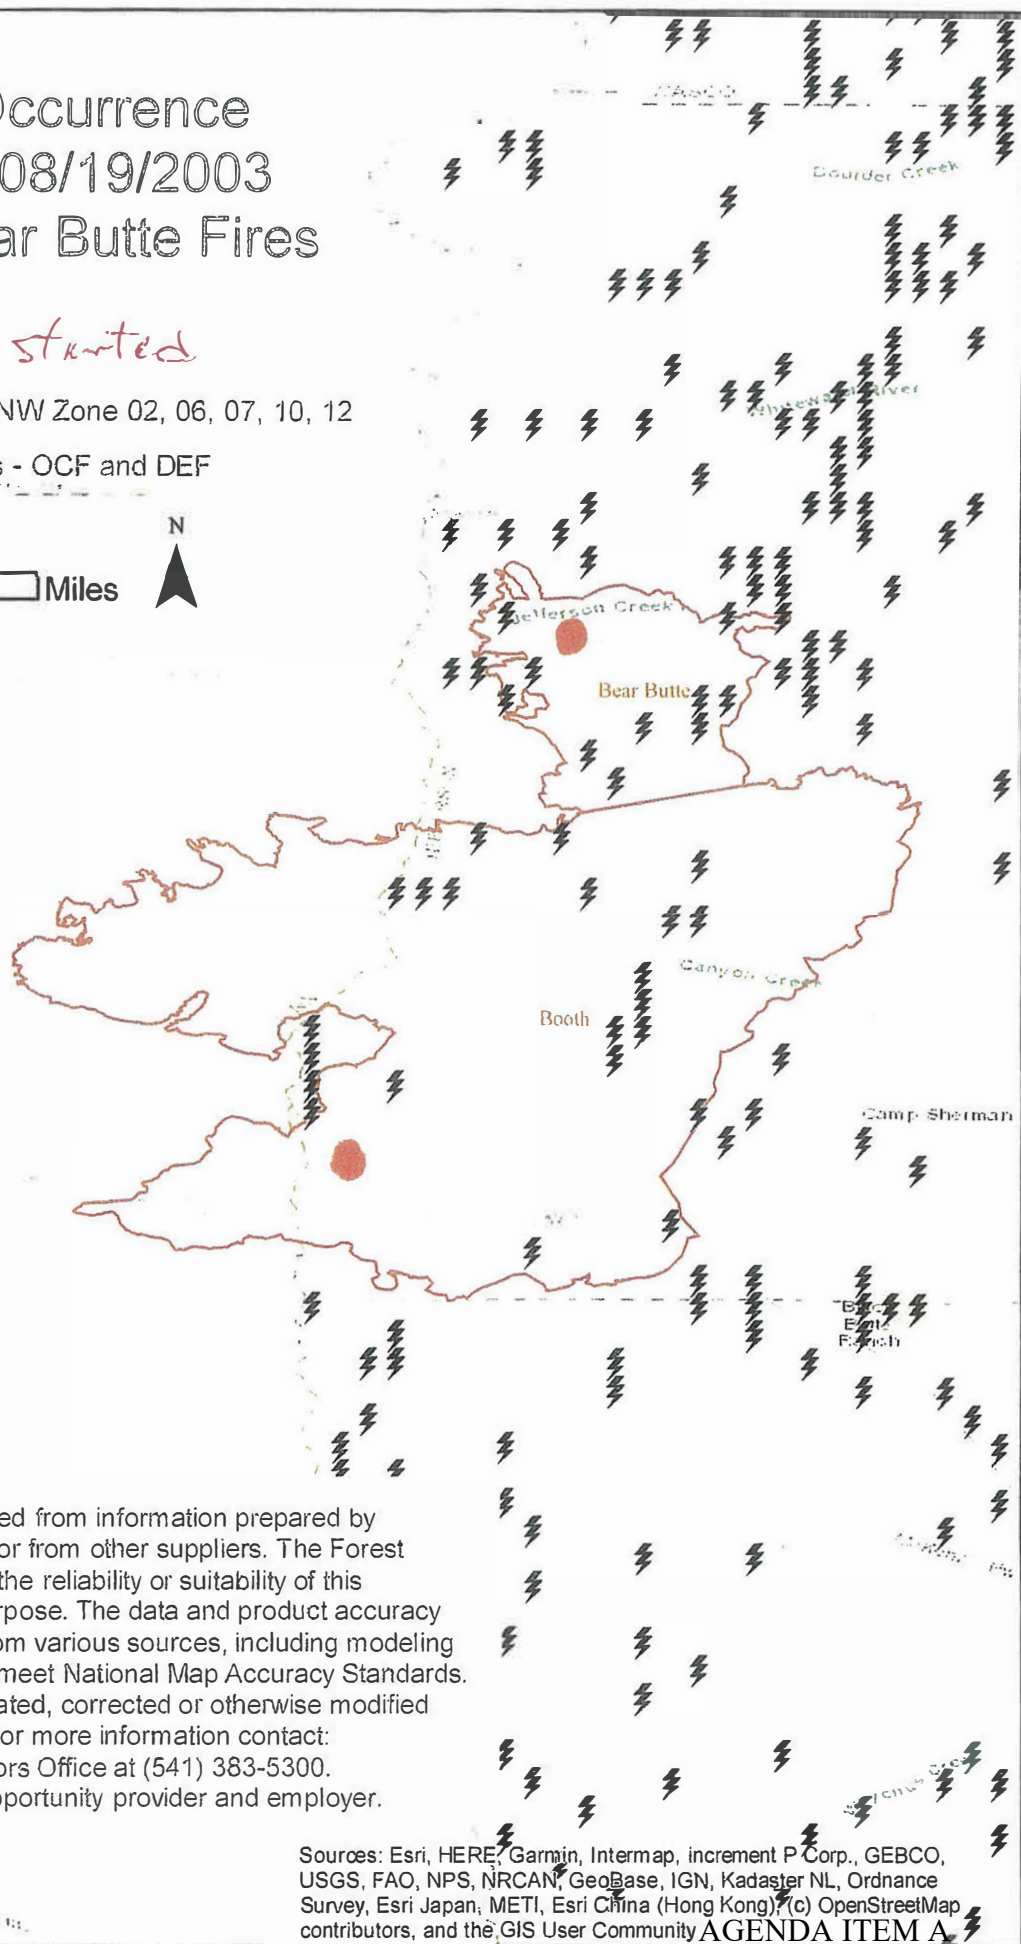 Occurrence
08/19/2003
ar Butte Fires
started
NW Zone 02, 06, 07, 10, 12
s - OCF and DEF
N
Miles
WASCO
Jefferson Creek
Bear Butte
Canyon Creek
Booth
Camp Sherman
Ranch
ed from information prepared by
or from other suppliers. The Forest
the reliability or suitability of this
rpose. The data and product accuracy
om various sources, including modeling
meet National Map Accuracy Standards.
ated, corrected or otherwise modified
or more information contact:
ors Office at (541) 383-5300.
pportunity provider and employer.
Sources: Esri, HERE, Garmin, Intermap, increment P Corp., GEBCO,
USGS, FAO, NPS, NRCAN, GeoBase, IGN, Kadaster NL, Ordnance
Survey, Esri Japan, METI, Esri China (Hong Kong), (c) OpenStreetMap
contributors, and the GIS User Community
AGENDA ITEM A